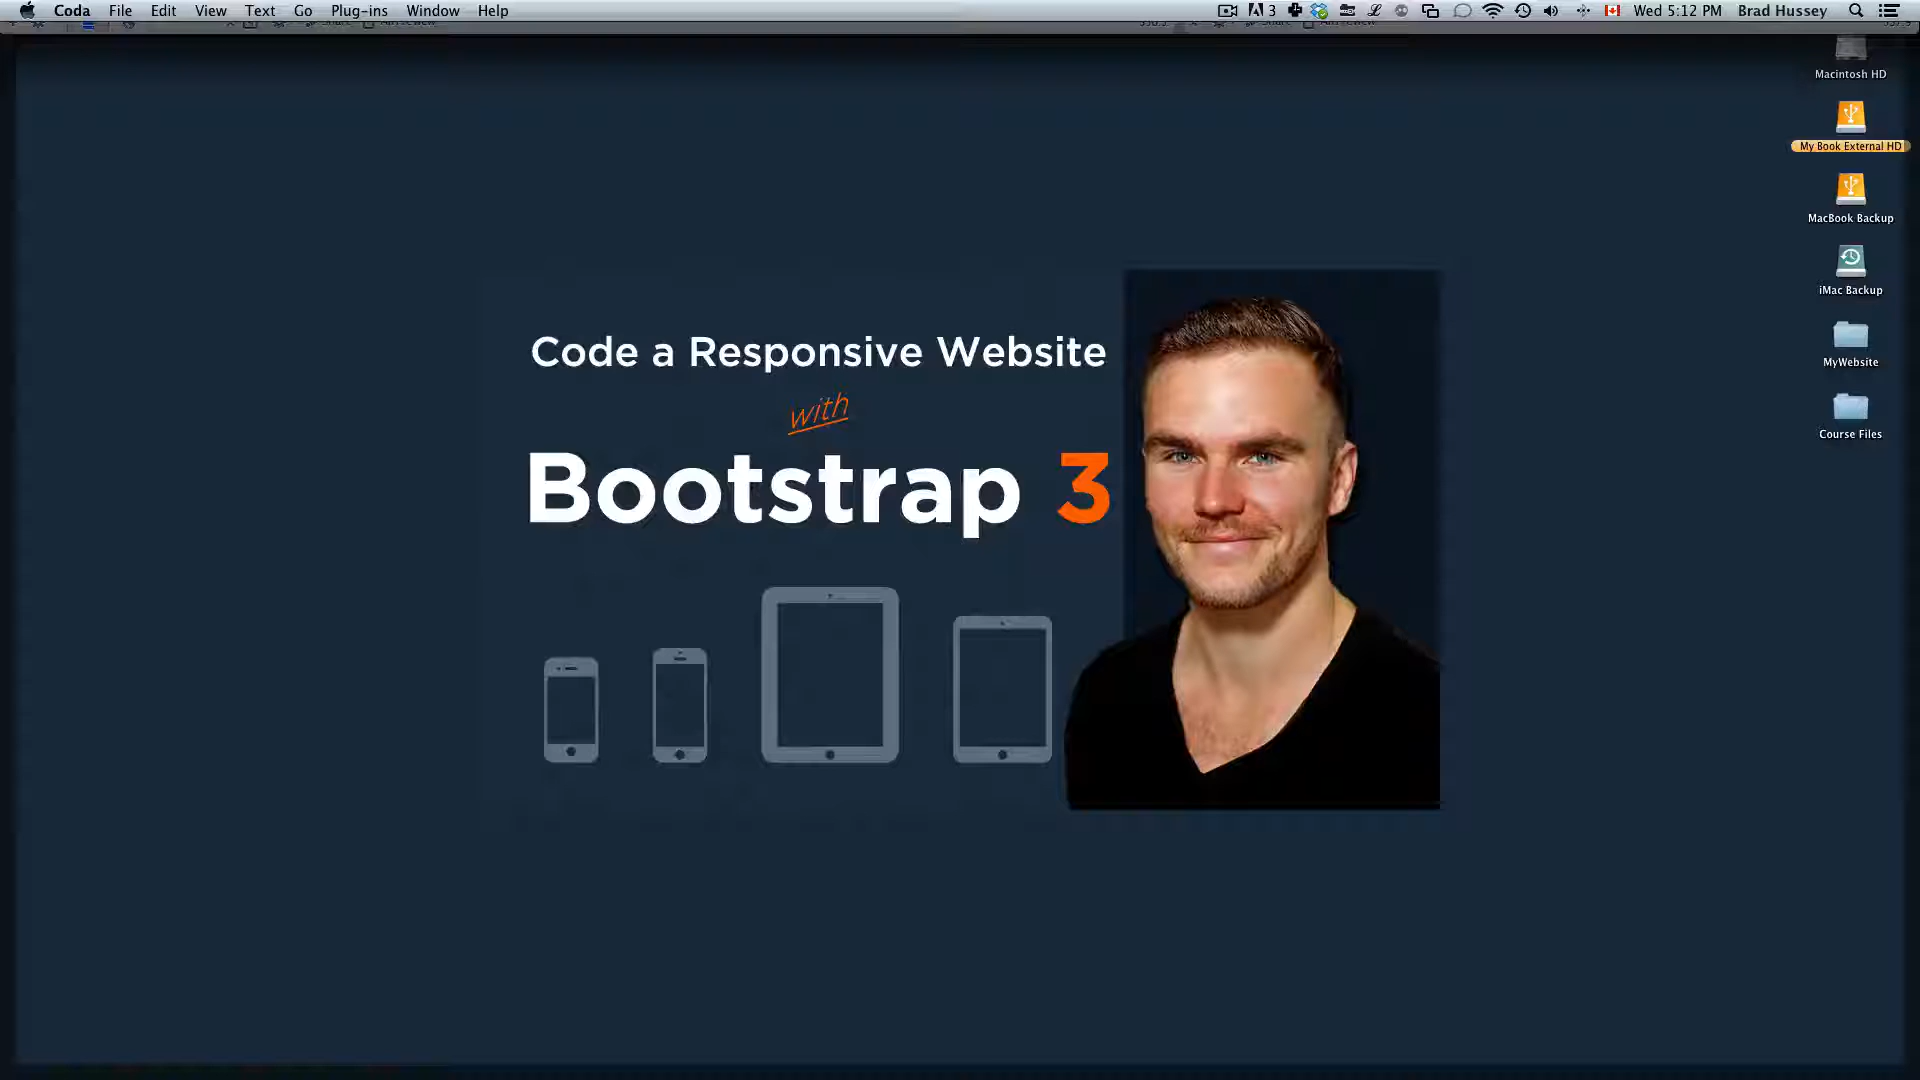 Coda File Edit View Text Go Plug-ins Window Help 3 Wed 5:12 PM Brad Hussey
Macintosh HD
My Book External HD
MacBook Backup
iMac Backup
MyWebsite
Course Files
Code a Responsive Website
with
Bootstrap 3